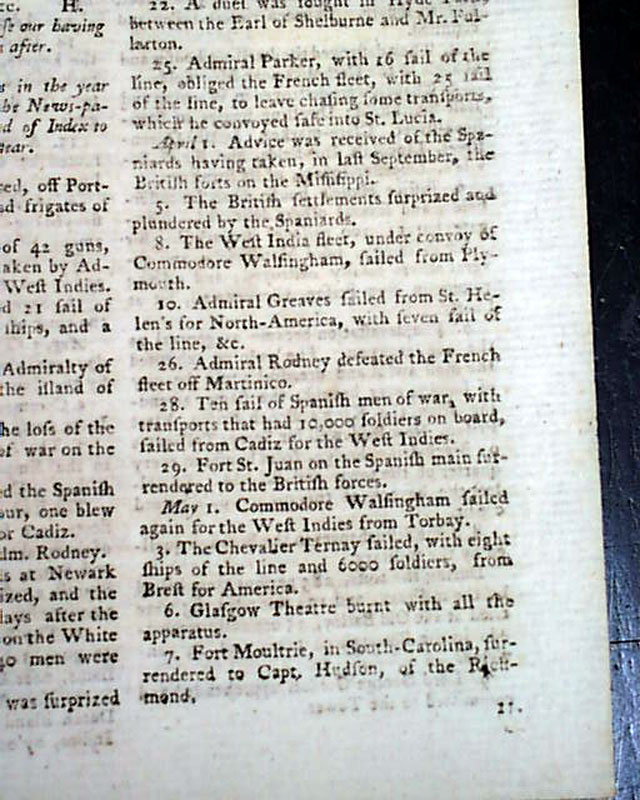 &c. H.
se our having
after.
s in the year
he News-pa-
d of Index to
ear.
red, off Port-
sd frigates of
of 42 guns,
aken by Ad-
West Indies.
d 21 sail of
ships, and a
Admiralty of
the island of
he loss of the
of war on the
ed the Spanish
our, one blew
or Cadiz.
dm. Rodney.
s at Newark
ized, and the
days after the
on the White
40 men were
was surprized
22. A duel was fought in Hyde
between the Earl of Shelburne and Mr. Ful-
larton.
25. Admiral Parker, with 16 sail of the
line, obliged the French fleet, with 25 sail
of the line, to leave chasing some transports,
which he convoyed safe into St. Lucia.
April 1. Advice was received of the Spa-
niards having taken, in last September, the
British forts on the Missisippi.
5. The British settlements surprized and
plundered by the Spaniards.
8. The West India fleet, under convoy of
Commodore Walsingham, sailed from Ply-
mouth.
10. Admiral Greaves sailed from St. He-
len's for North-America, with seven sail of
the line, &c.
26. Admiral Rodney defeated the French
fleet off Martinico.
28. Ten sail of Spanish men of war, with
transports that had 10,000 soldiers on board,
sailed from Cadiz for the West Indies.
29. Fort St. Juan on the Spanish main sur-
rendered to the British forces.
May 1. Commodore Walsingham sailed
again for the West Indies from Torbay.
3. The Chevalier Ternay sailed, with eight
ships of the line and 6000 soldiers, from
Brest for America.
6. Glasgow Theatre burnt with all the
apparatus.
7. Fort Moultrie, in South-Carolina, sur-
rendered to Capt. Hudson, of the Rich-
mond.
21.